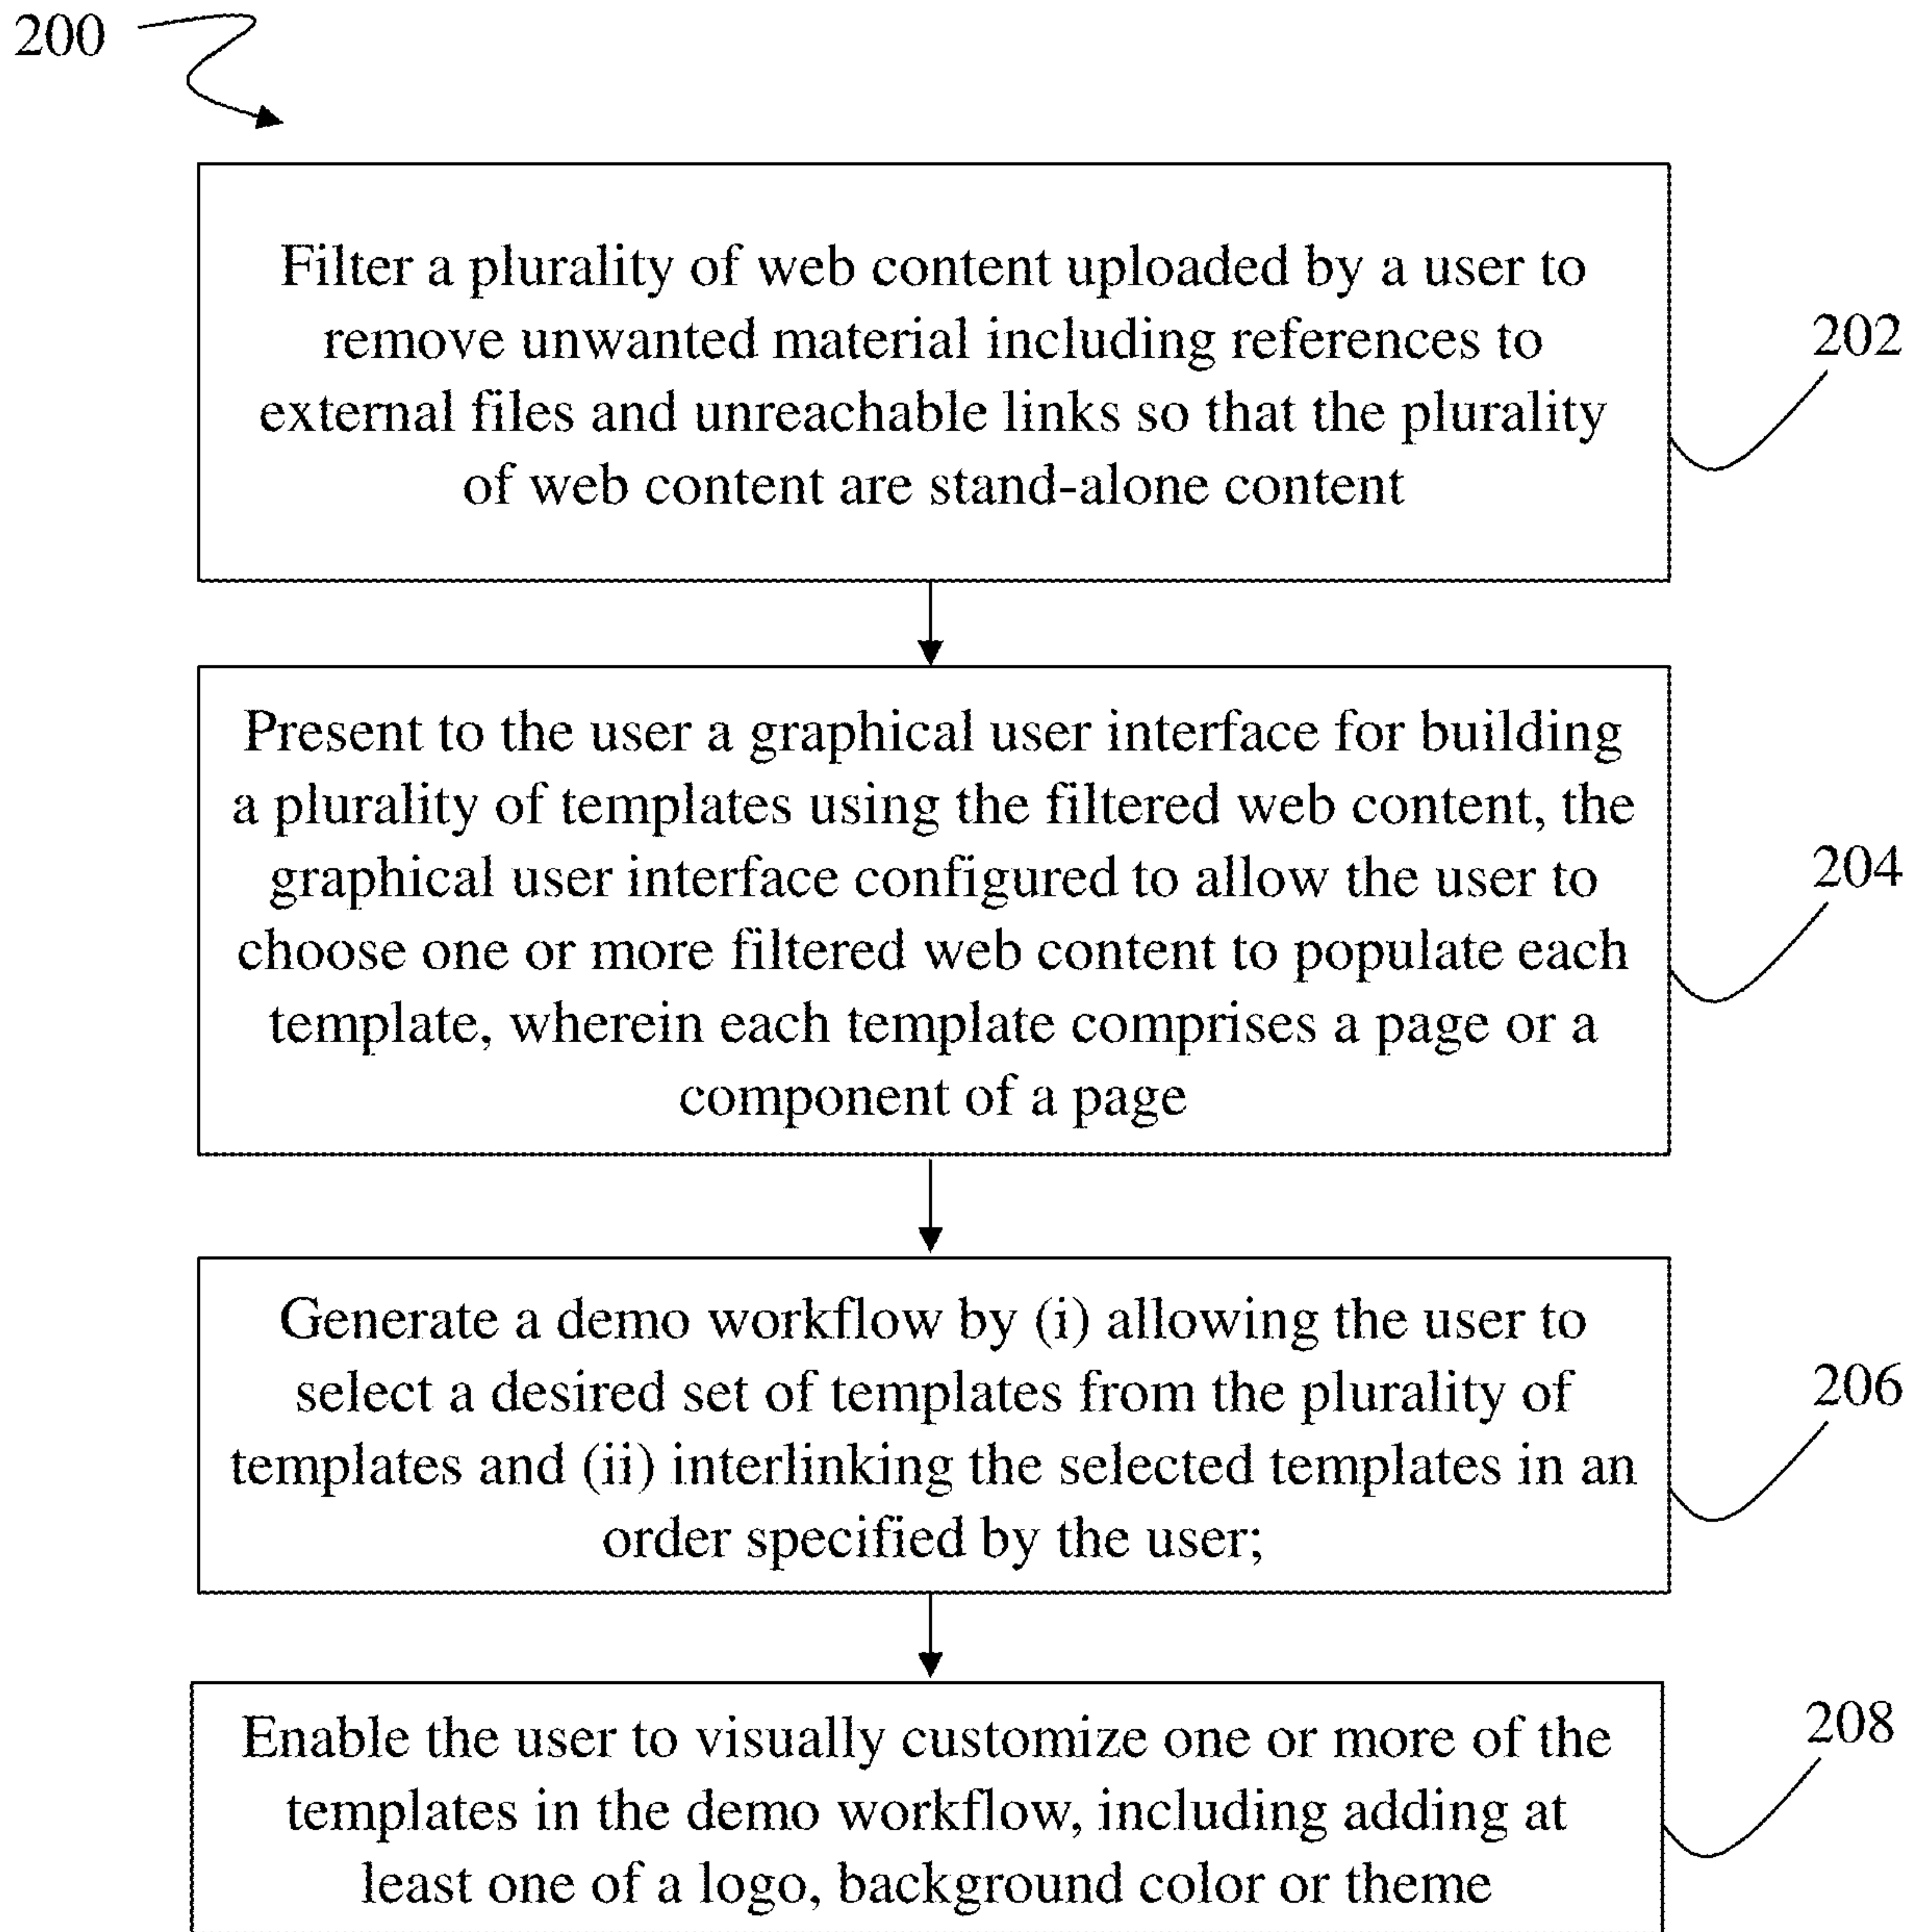 200
Filter a plurality of web content uploaded by a user to
remove unwanted material including references to
external files and unreachable links so that the plurality
of web content are stand-alone content
202
Present to the user a graphical user interface for building
a plurality of templates using the filtered web content, the
graphical user interface configured to allow the user to
choose one or more filtered web content to populate each
template, wherein each template comprises a page or a
component of a page
204
Generate a demo workflow by (i) allowing the user to
select a desired set of templates from the plurality of
templates and (ii) interlinking the selected templates in an
order specified by the user;
206
Enable the user to visually customize one or more of the
templates in the demo workflow, including adding at
least one of a logo, background color or theme
208